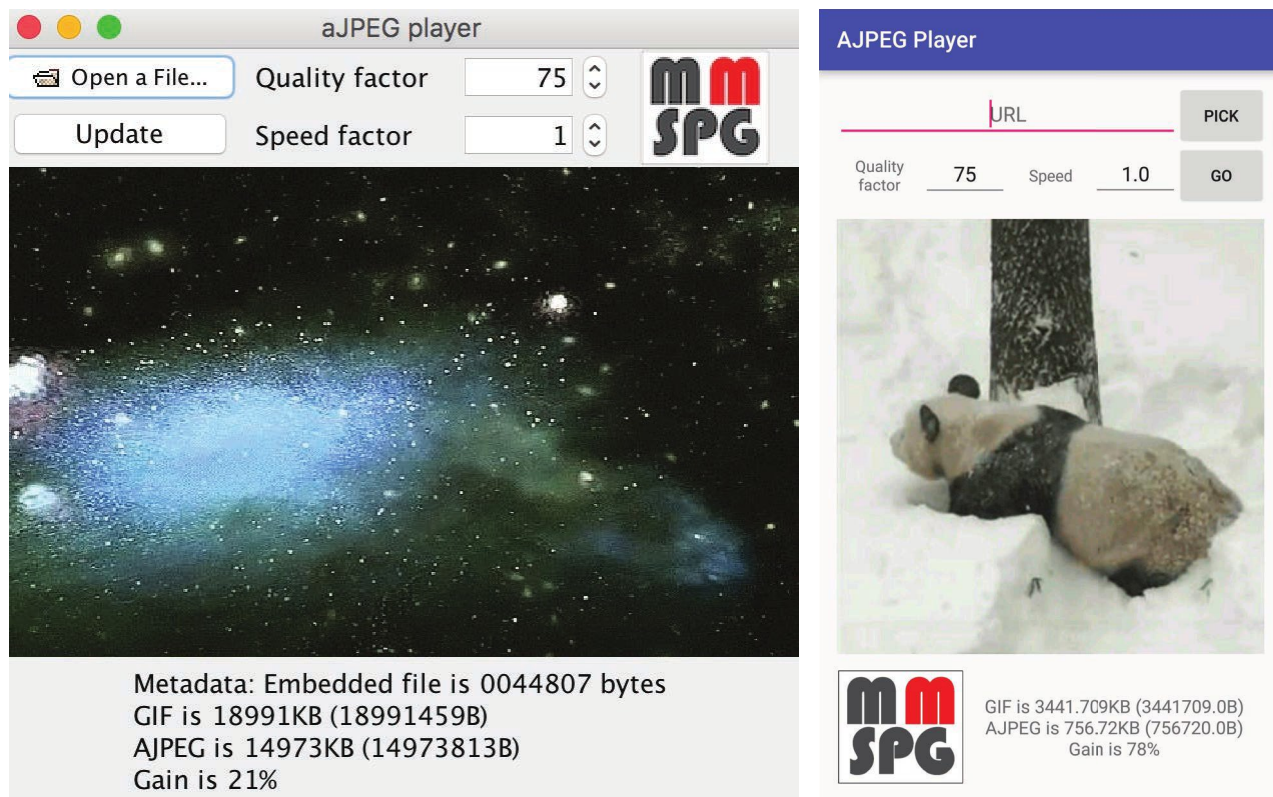 aJPEG player
Open a File...
Quality factor
75
Update
Speed factor
1
mm
SPG
Metadata: Embedded file is 0044807 bytes
GIF is 18991KB (18991459B)
AJPEG is 14973KB (14973813B)
Gain is 21%
AJPEG Player
URL
PICK
Quality
factor
75
Speed
1.0
GO
mm
SPG
GIF is 3441.709KB (3441709.0B)
AJPEG is 756.72KB (756720.0B)
Gain is 78%